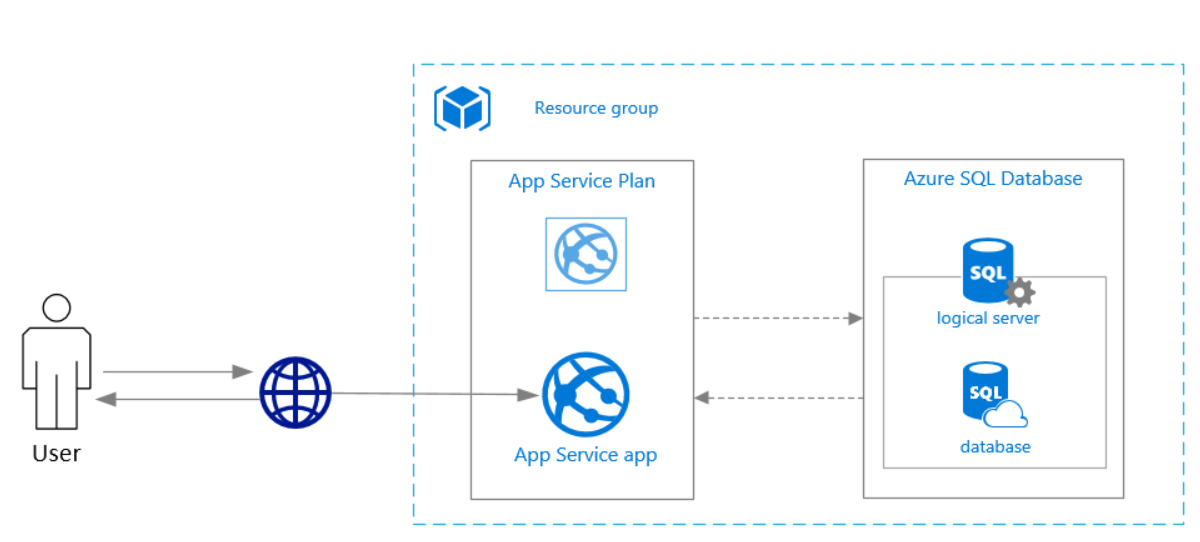 Resource group
App Service Plan
Azure SQL Database
SQL
logical server
SQL
database
App Service app
User